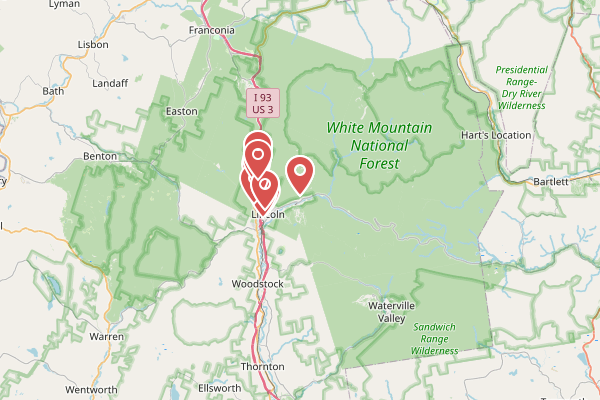 Lyman
Franconia
Lisbon
Landaff
Bath
Presidential
Range-
Dry River
Wilderness
I 93
US 3
Easton
White Mountain
National
Forest
Hart's Location
Benton
Bartlett
Woodstock
Waterville
Valley
Sandwich
Range
Wilderness
Warren
Thornton
Wentworth
Ellsworth